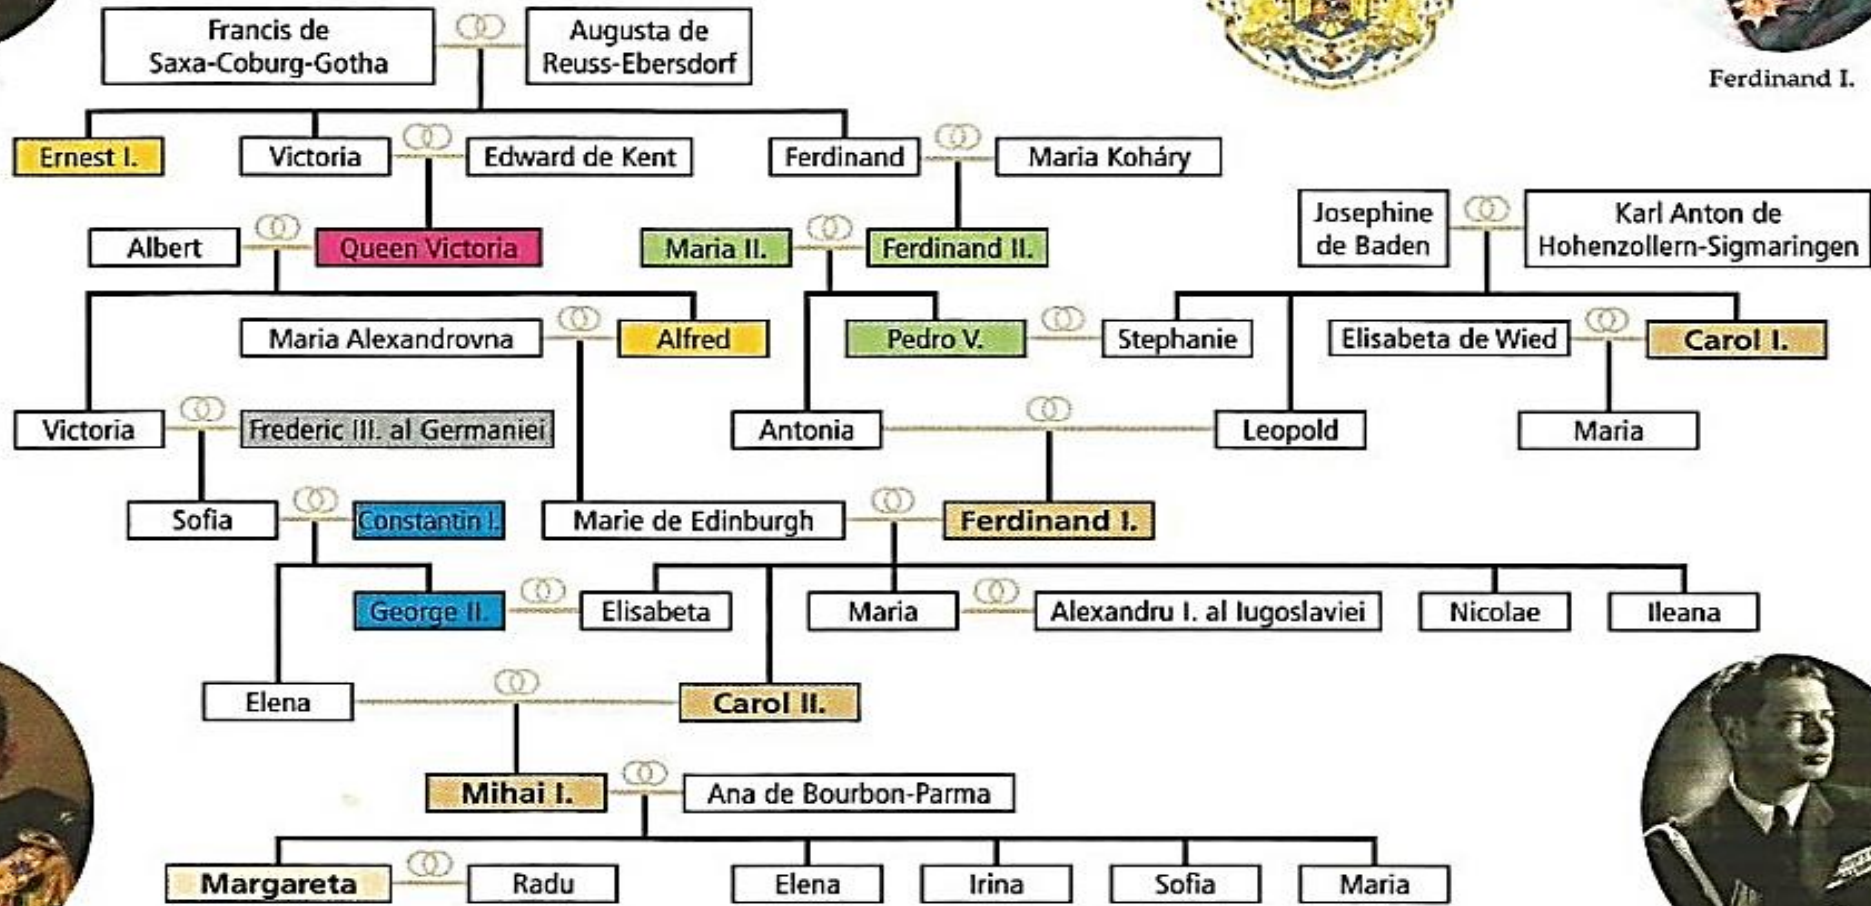 Francis de
Saxa-Coburg-Gotha
Augusta de
Reuss-Ebersdorf
Ferdinand I.
Ernest I.
Victoria
Edward de Kent
Ferdinand
Maria Koháry
Josephine
de Baden
Karl Anton de
Hohenzollern-Sigmaringen
Albert
Queen Victoria
Maria II.
Ferdinand II.
Maria Alexandrovna
Alfred
Pedro V.
Stephanie
Elisabeta de Wied
Carol I.
Victoria
Frederic III. al Germaniei
Antonia
Leopold
Maria
Sofia
Constantin I.
Marie de Edinburgh
Ferdinand I.
George II.
Elisabeta
Maria
Alexandru I. al Iugoslaviei
Nicolae
Ileana
Elena
Carol II.
Mihai I.
Ana de Bourbon-Parma
Margareta
Radu
Elena
Irina
Sofia
Maria